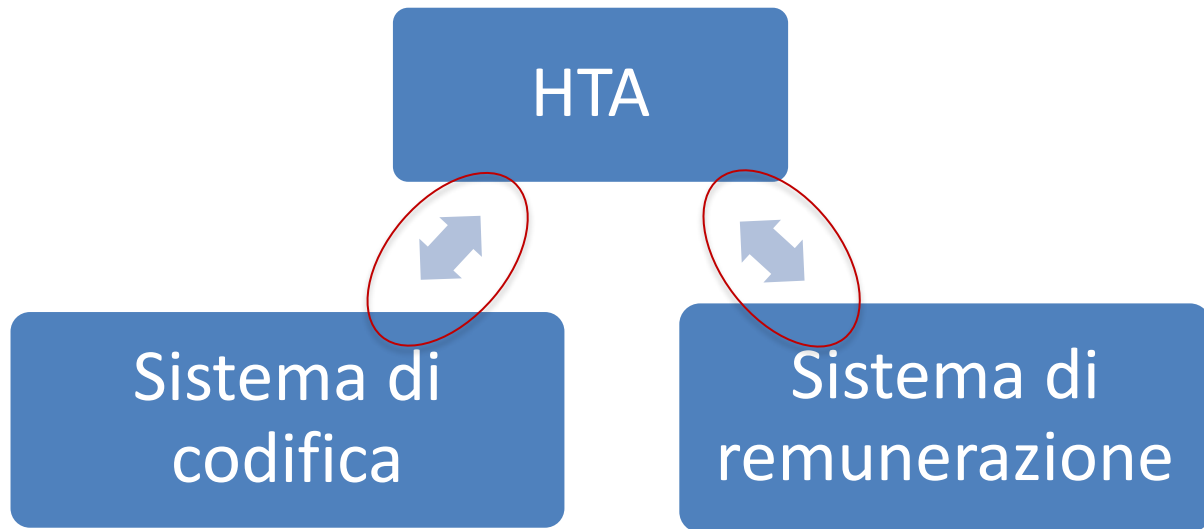 HTA
Sistema di
codifica
Sistema di
remunerazione